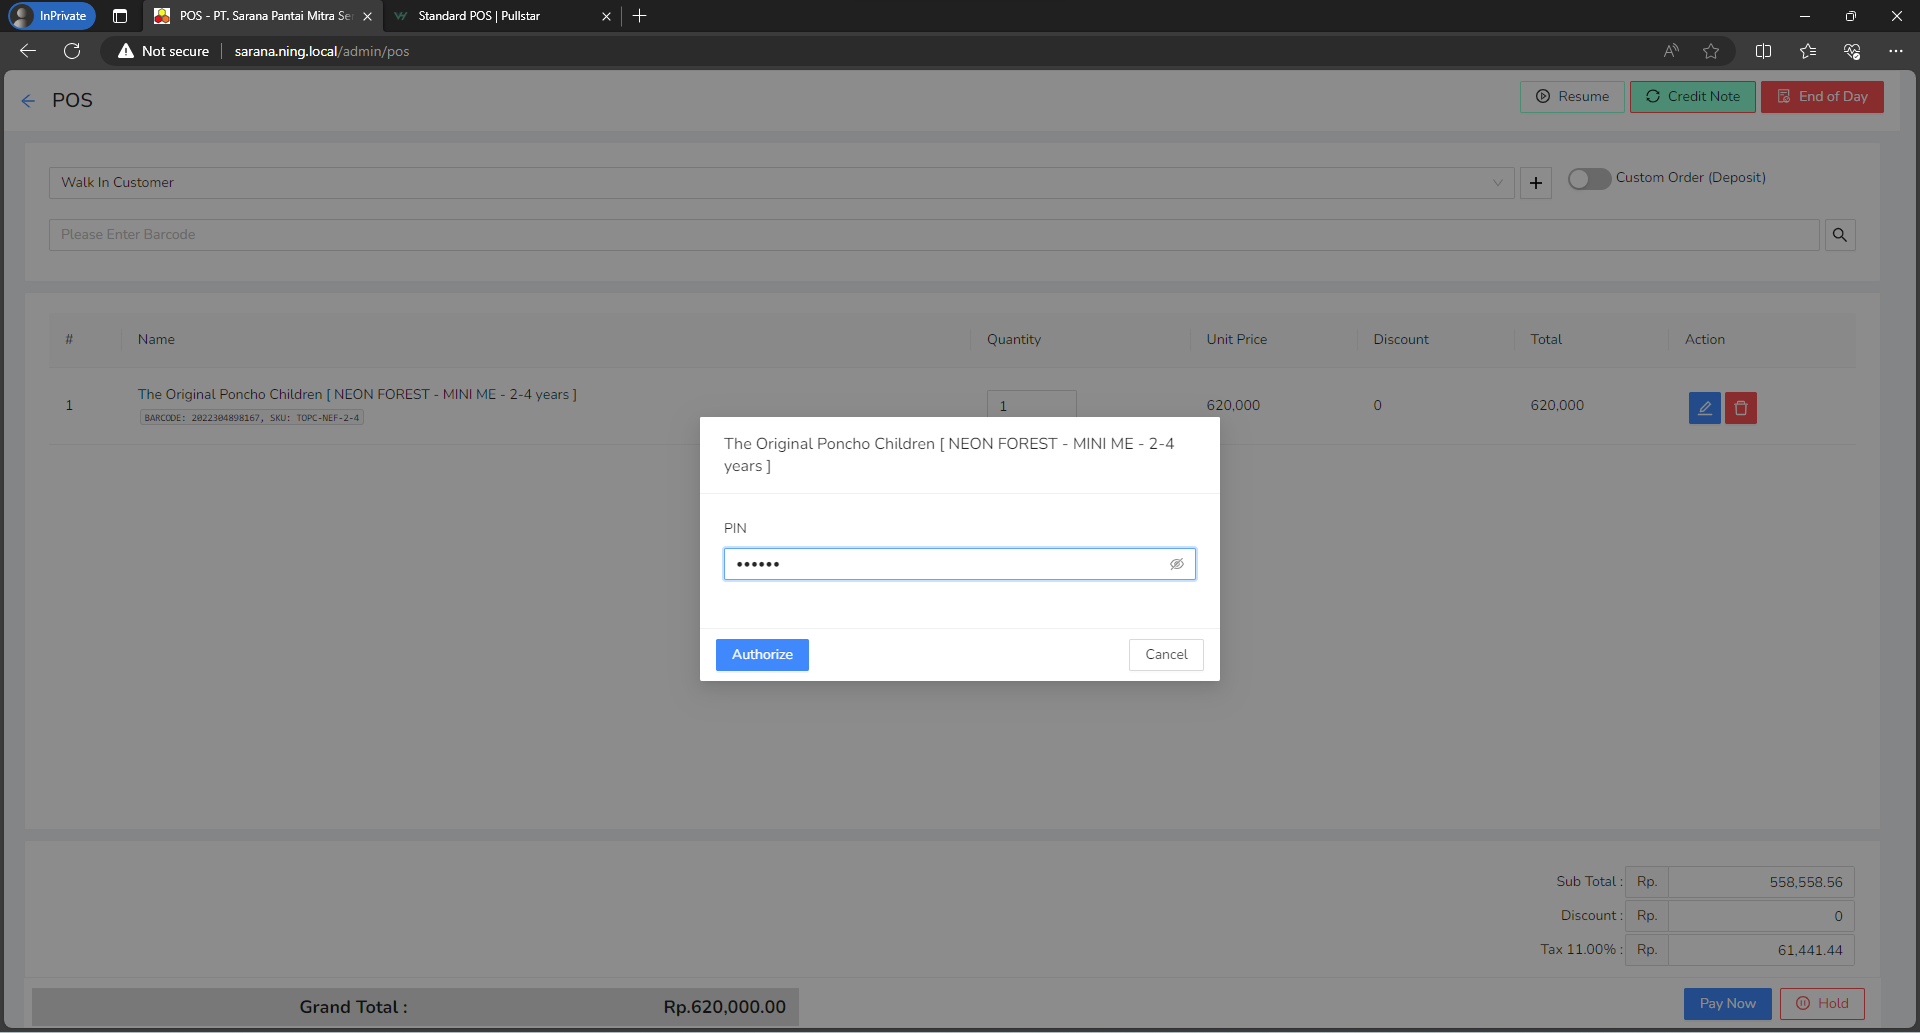 InPrivate
POS - PT. Sarana Pantai Mitra Se
Standard POS | Pullstar
Not secure
sarana.ning.local/admin/pos
POS
Resume
Credit Note
End of Day
Walk In Customer
Custom Order (Deposit)
Please Enter Barcode
# Name Quantity Unit Price Discount Total Action
The Original Poncho Children [ NEON FOREST - MINI ME - 2-4 years ]
1 1 620,000 0 620,000
BARCODE: 2022304898167, SKU: TOPC-NEF-2-4
The Original Poncho Children [ NEON FOREST - MINI ME - 2-4
years ]
PIN
••••••
Authorize
Cancel
Sub Total : Rp. 558,558.56
Discount : Rp. 0
Tax 11.00% : Rp. 61,441.44
Grand Total : Rp.620,000.00
Pay Now
Hold